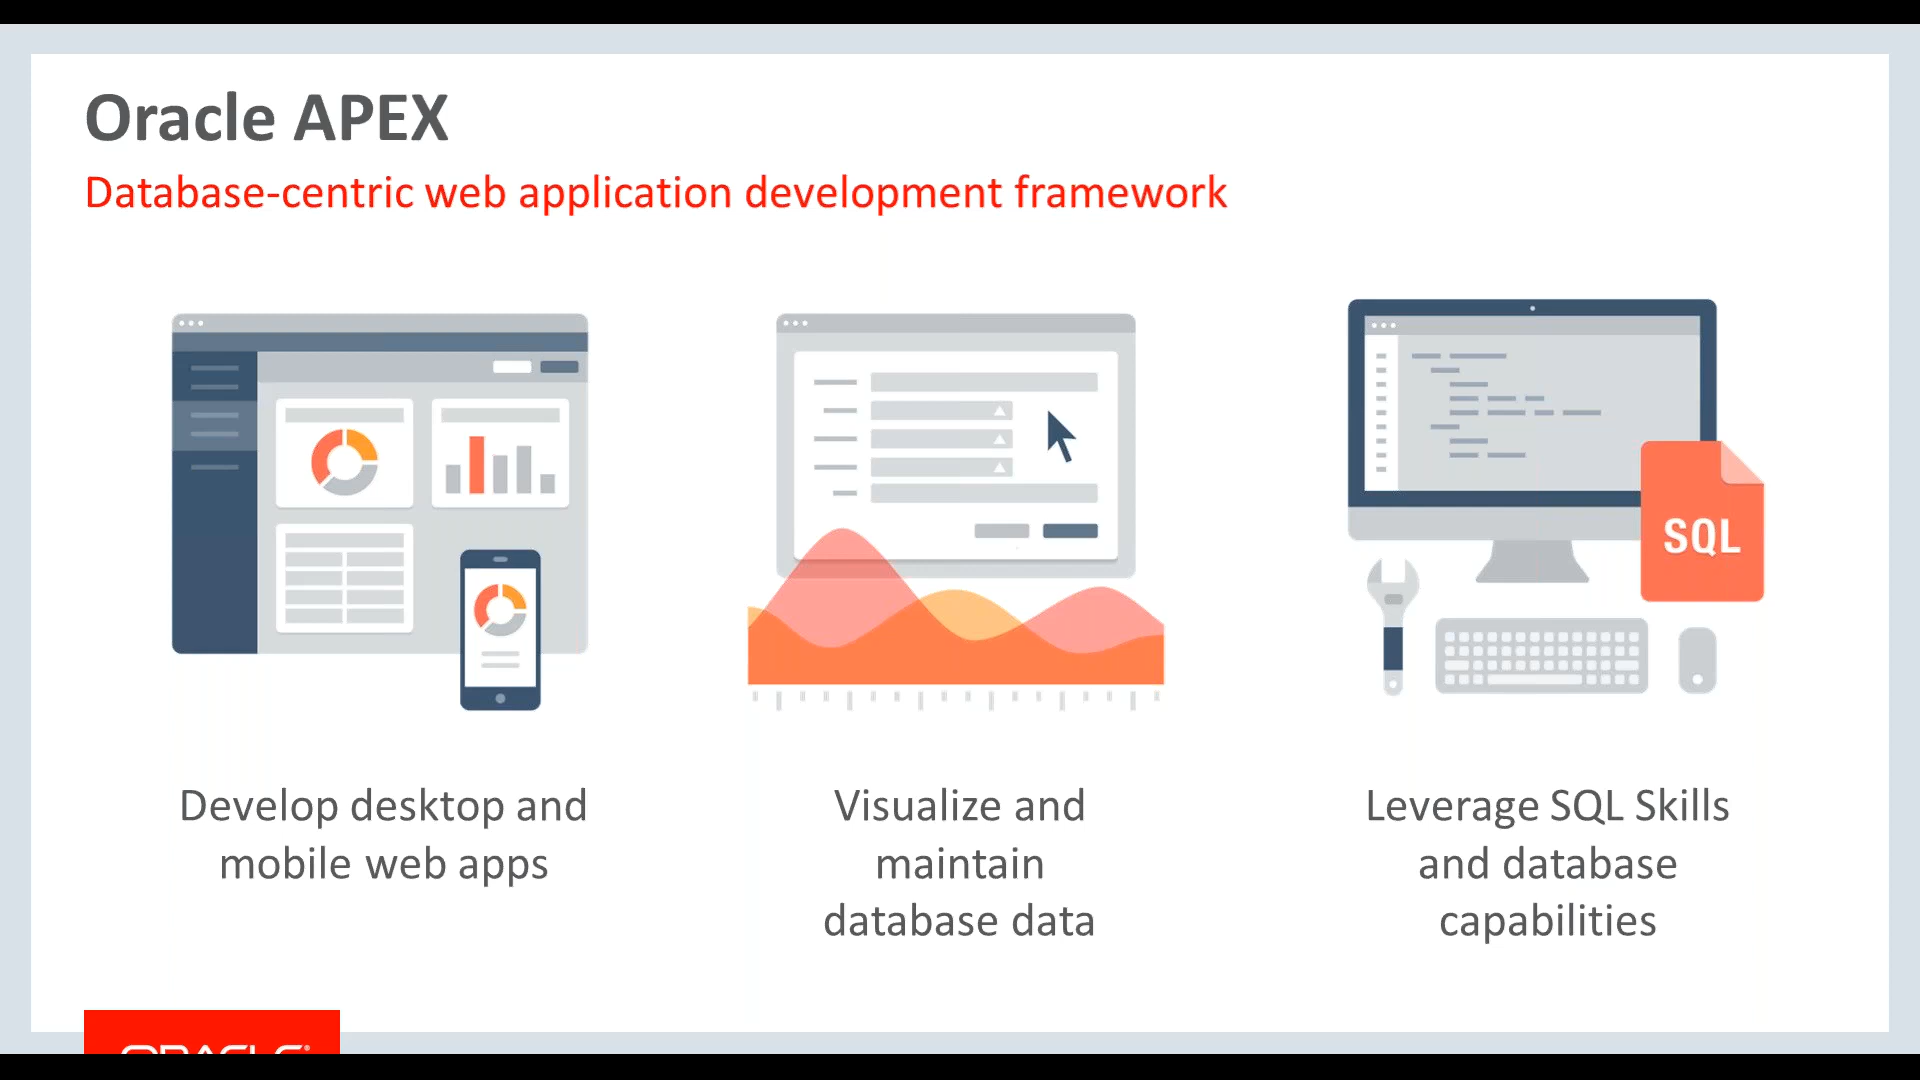 Oracle APEX
Database-centric web application development framework
SQL
Develop desktop and
mobile web apps
Visualize and
maintain
database data
Leverage SQL Skills
and database
capabilities
ORACLE®